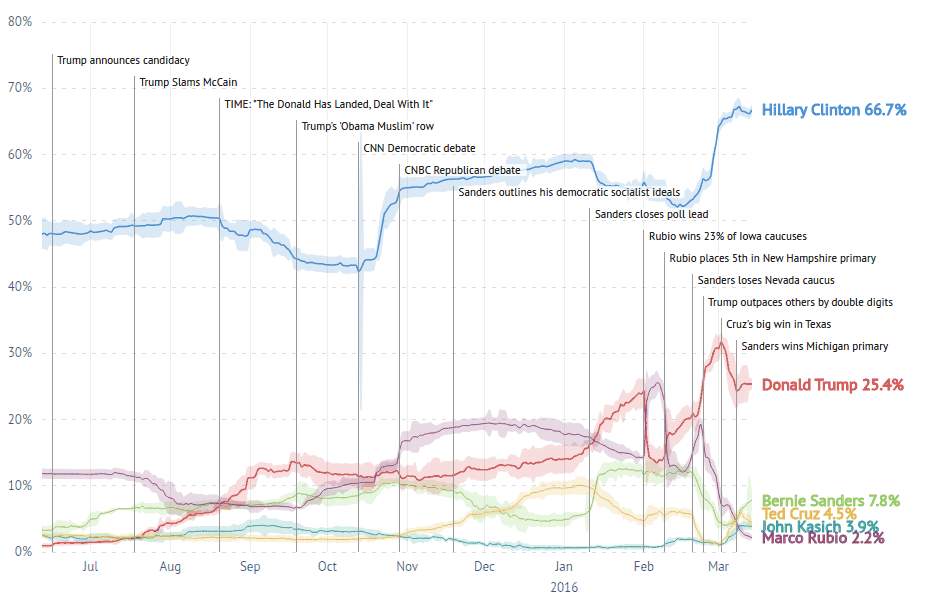 80%
Trump announces candidacy
Trump Slams McCain
70%
TIME: "The Donald Has Landed, Deal With It"
Hillary Clinton 66.7%
Trump's 'Obama Muslim' row
CNN Democratic debate
60%
CNBC Republican debate
Sanders outlines his democratic socialist ideals
Sanders closes poll lead
50%
Rubio wins 23% of Iowa caucuses
Rubio places 5th in New Hampshire primary
Sanders loses Nevada caucus
40%
Trump outpaces others by double digits
Cruz's big win in Texas
Sanders wins Michigan primary
30%
Donald Trump 25.4%
20%
10%
Bernie Sanders 7.8%
Ted Cruz 4.5%
John Kasich 3.9%
Marco Rubio 2.2%
0%
Jul Aug Sep Oct Nov Dec Jan Feb Mar
2016